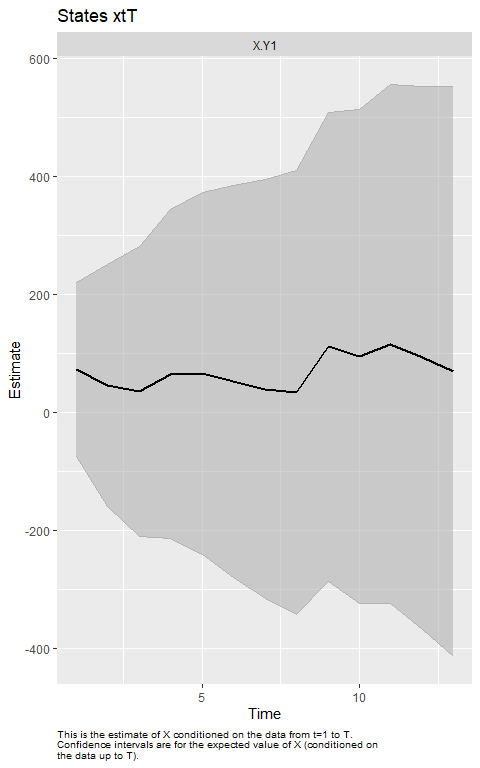 States xtT
X.Y1
600
400
200
0
-200
-400
Estimate
5
10
Time
This is the estimate of X conditioned on the data from t=1 to T.
Confidence intervals are for the expected value of X (conditioned on
the data up to T).